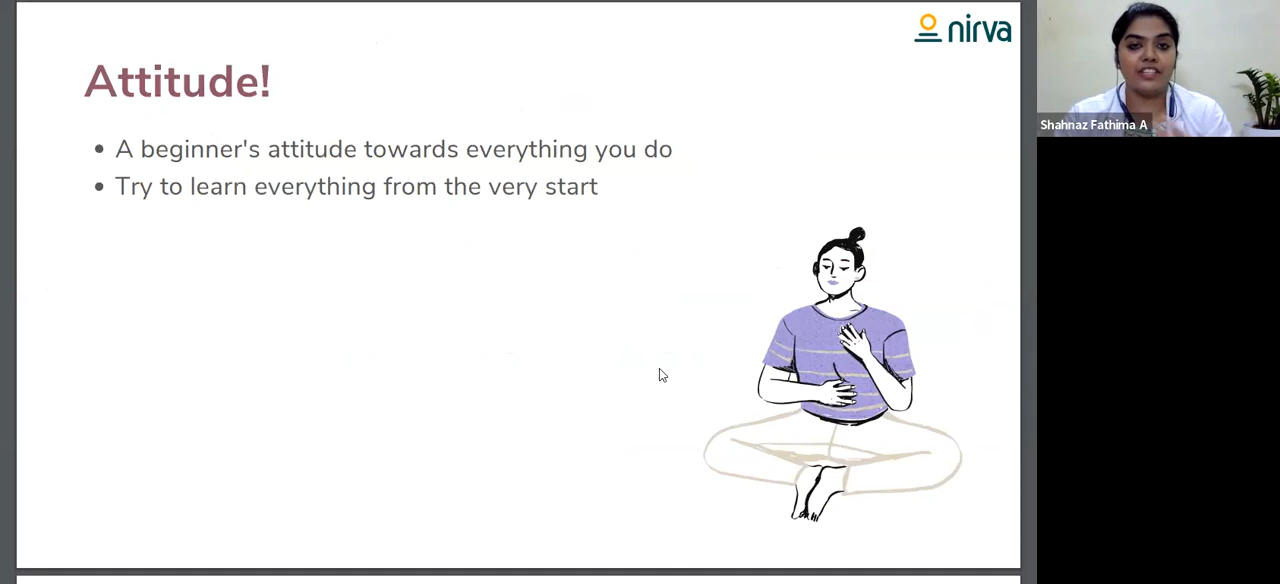 nirva
Attitude!
• A beginner's attitude towards everything you do
• Try to learn everything from the very start
Shahnaz Fathima A